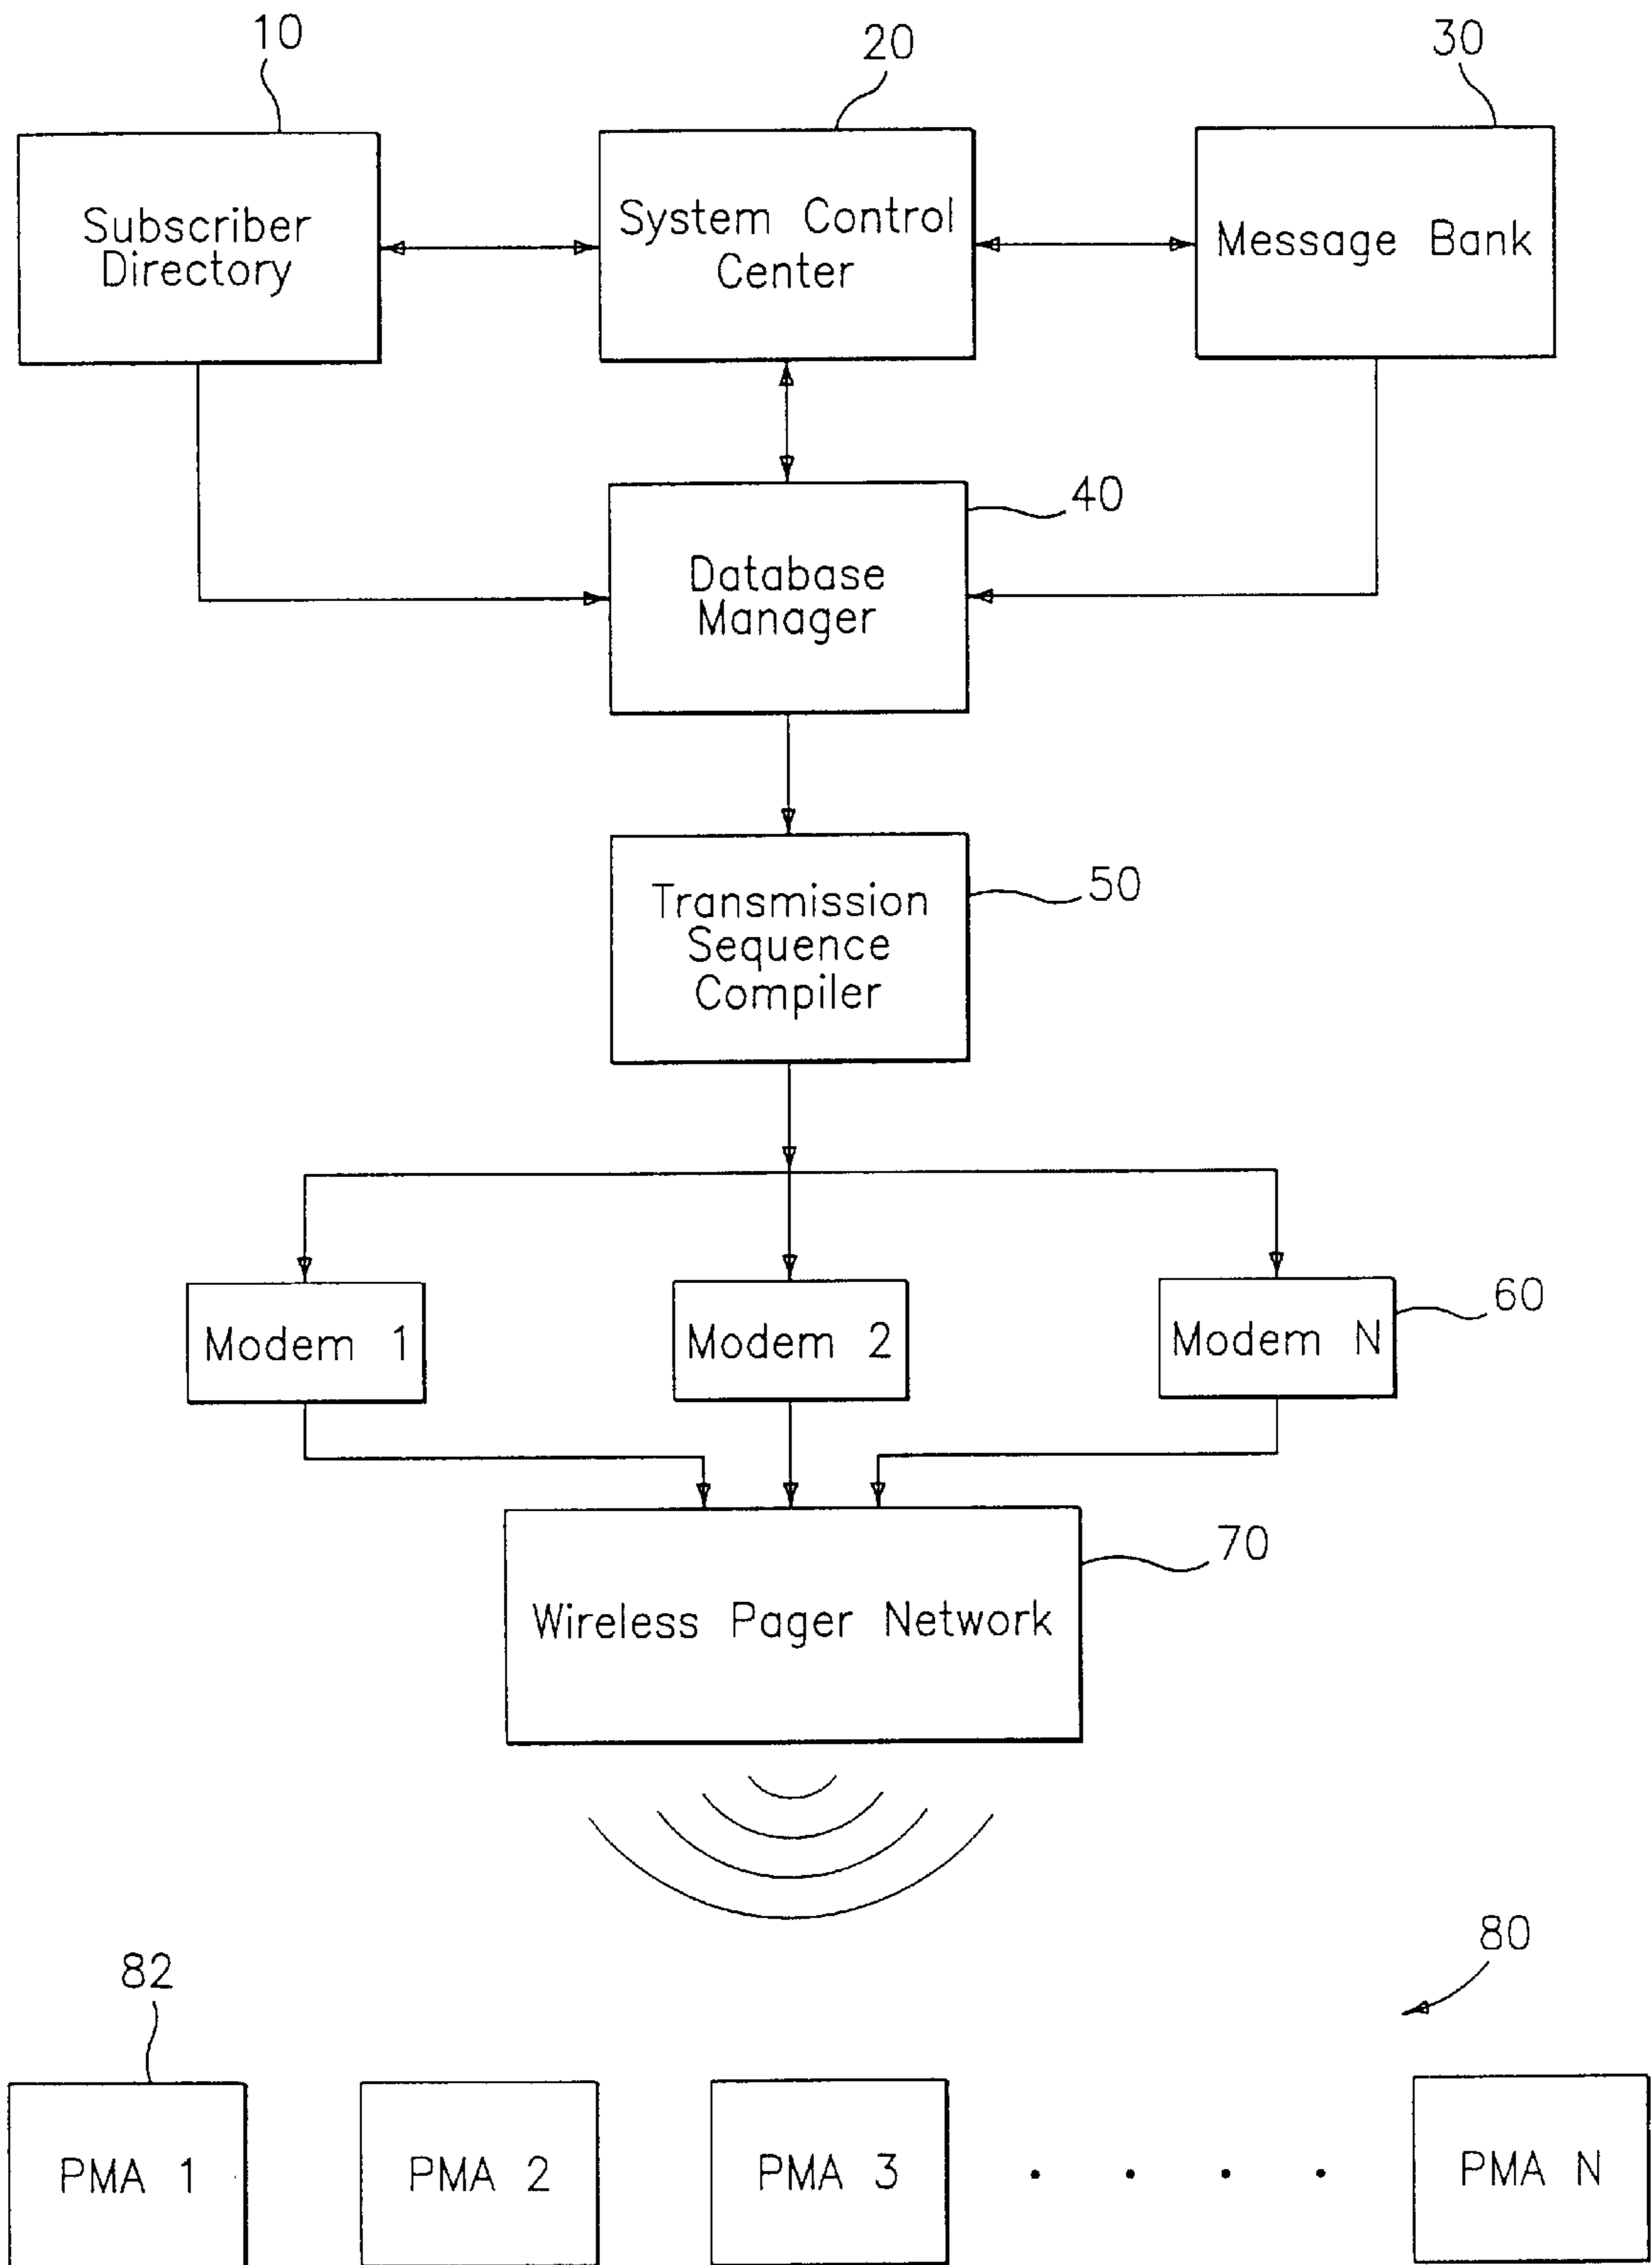 10
20
30
Subscriber
Directory
System Control
Center
Message Bank
40
Database
Manager
50
Transmission
Sequence
Compiler
60
Modem 1
Modem 2
Modem N
70
Wireless Pager Network
80
82
PMA 1
PMA 2
PMA 3
. . . .
PMA N